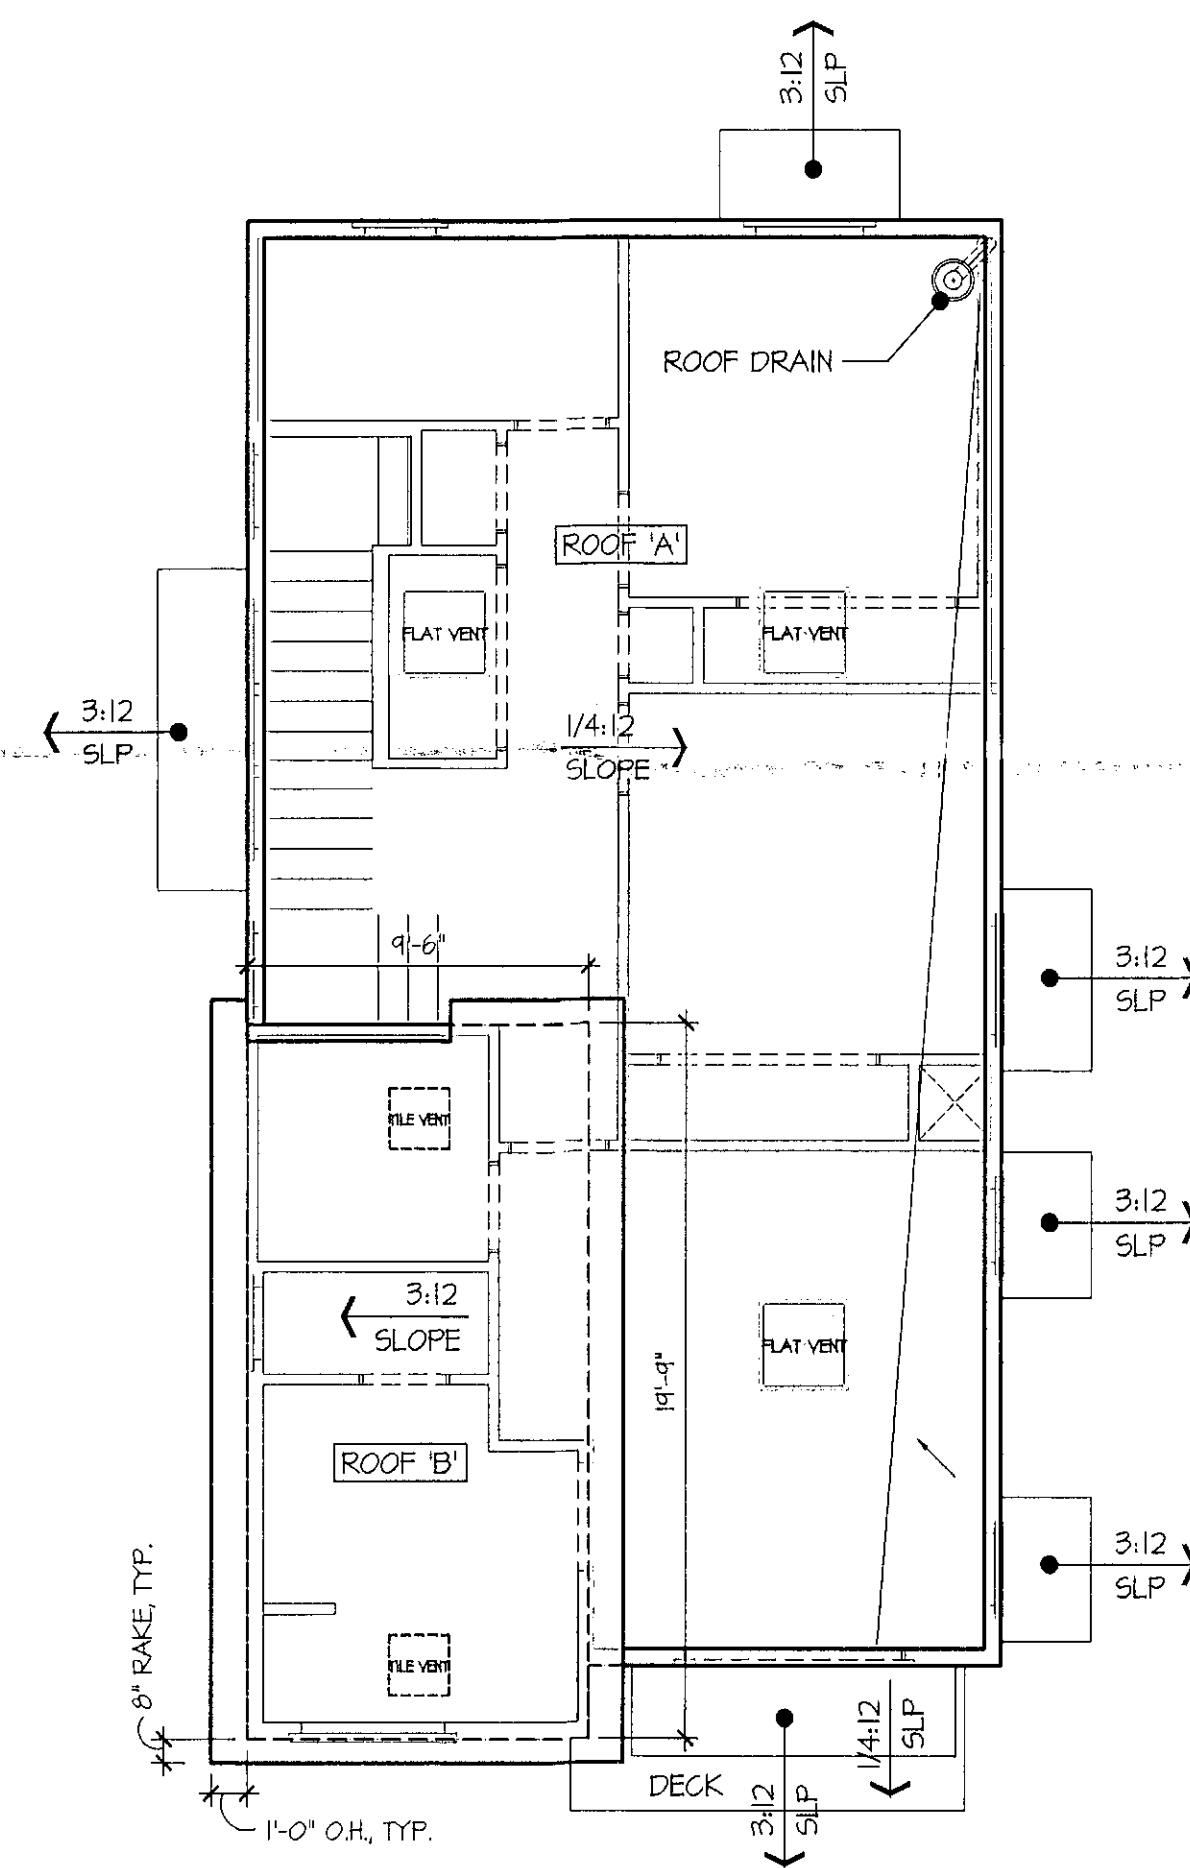 3:12
SLP
ROOF DRAIN
ROOF 'A'
FLAT VENT
FLAT VENT
3:12
SLP
1/4:12
SLOPE
9'-6"
3:12
SLP
TILE VENT
3:12
SLP
3:12
SLOPE
FLAT VENT
19'-9"
ROOF 'B'
3:12
SLP
8" RAKE, TYP.
TILE VENT
1/4:12
SLP
DECK
3:12
SLP
1'-0" O.H., TYP.